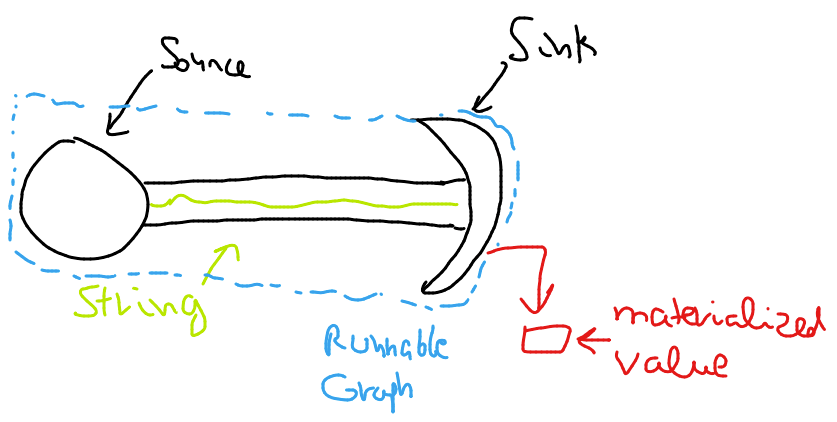 Source
Sink
String
Runnable
Graph
materialized
value